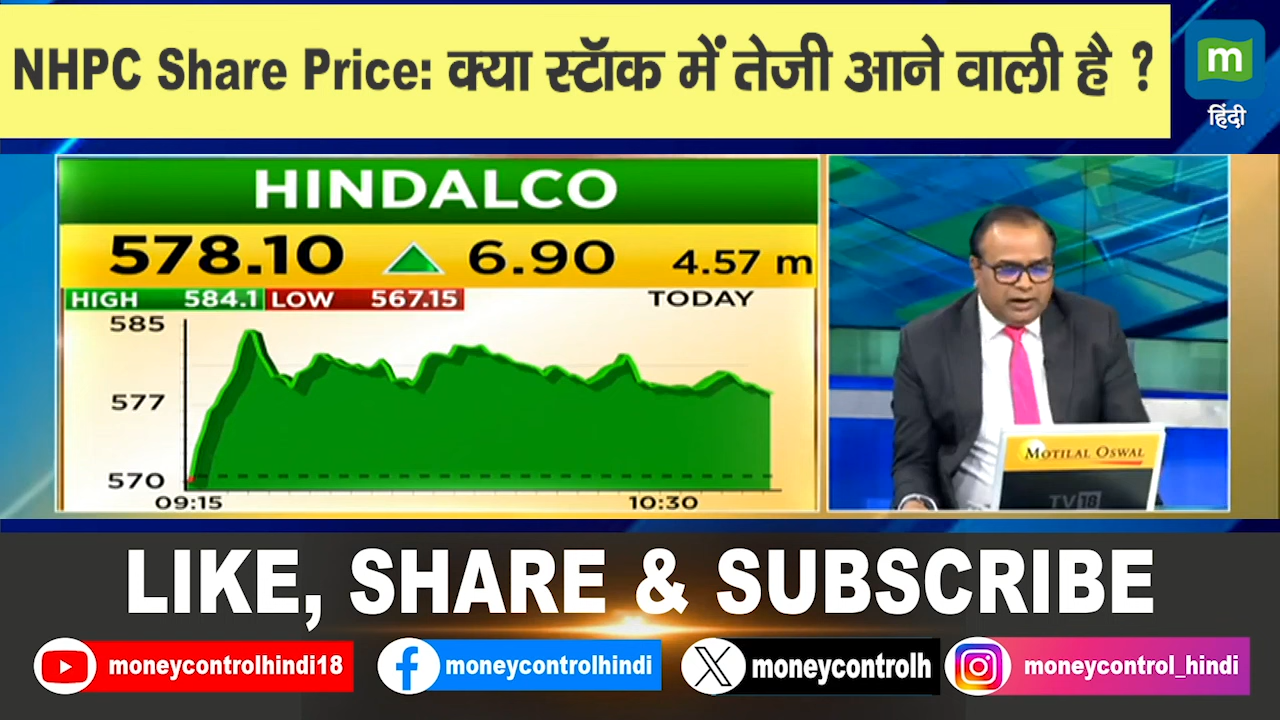 NHPC Share Price: क्या स्टॉक में तेजी आने वाली है ?
m
हिंदी
HINDALCO
578.10 6.90 4.57 m
HIGH 584.1 LOW 567.15 TODAY
585
577
570
09:15 10:30
MOTILAL OSWAL
TV18
LIKE, SHARE & SUBSCRIBE
moneycontrolhindi18
moneycontrolhindi
moneycontrolh
moneycontrol_hindi